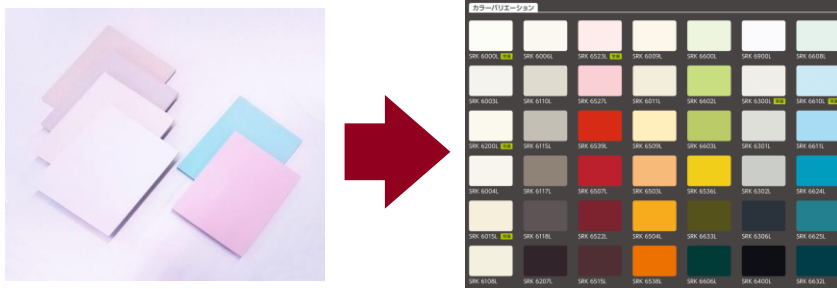 カラーバリエーション
SRK 6000L SRK 6006L SRK 6523L SRK 6009L SRK 6600L SRK 6900L SRK 6608L
SRK 6003L SRK 6110L SRK 6527L SRK 6011L SRK 6602L SRK 6300L SRK 6610L
SRK 6200L SRK 6115L SRK 6539L SRK 6509L SRK 6603L SRK 6301L SRK 6611L
SRK 6004L SRK 6117L SRK 6507L SRK 6503L SRK 6536L SRK 6302L SRK 6624L
SRK 6015L SRK 6118L SRK 6522L SRK 6504L SRK 6633L SRK 6306L SRK 6625L
SRK 6108L SRK 6207L SRK 6515L SRK 6538L SRK 6606L SRK 6400L SRK 6632L